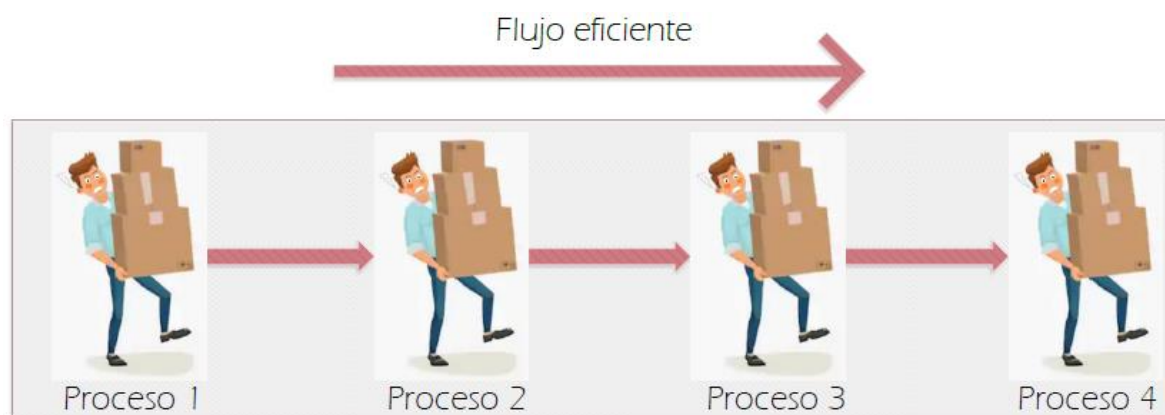 Flujo eficiente
Proceso 1
Proceso 2
Proceso 3
Proceso 4